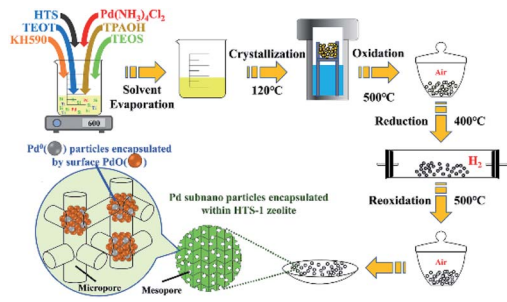 HTS
Pd(NH3)4Cl2
TEOT
TPAOH
KH590
TEOS
600
Solvent
Evaporation
Crystallization
120℃
Oxidation
500℃
Air
Reduction
400℃
H2
Reoxidation
500℃
Air
Pd⁰( ) particles encapsulated
by surface PdO( )
Pd subnano particles encapsulated
within HTS-1 zeolite
Micropore
Mesopore